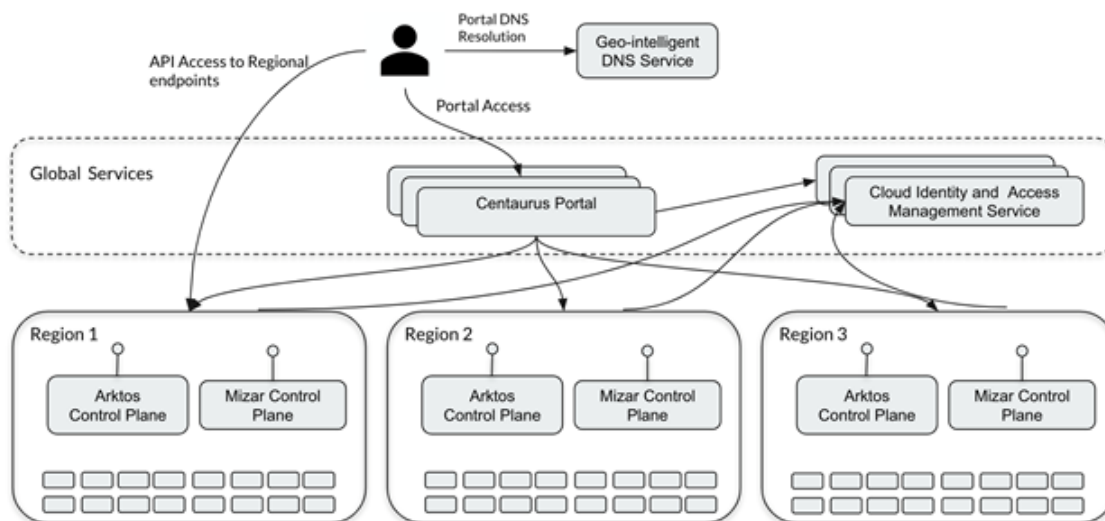 Portal DNS
Resolution
Geo-intelligent
DNS Service
API Access to Regional
endpoints
Portal Access
Global Services
Centaurus Portal
Cloud Identity and Access
Management Service
Region 1
Arktos
Control Plane
Mizar Control
Plane
Region 2
Arktos
Control Plane
Mizar Control
Plane
Region 3
Arktos
Control Plane
Mizar Control
Plane